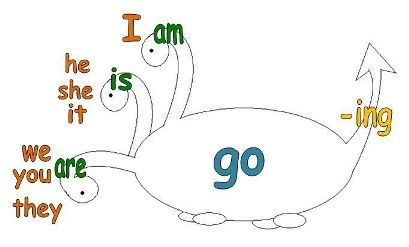 I am
he
she is
it
we
you are
they
go
-ing